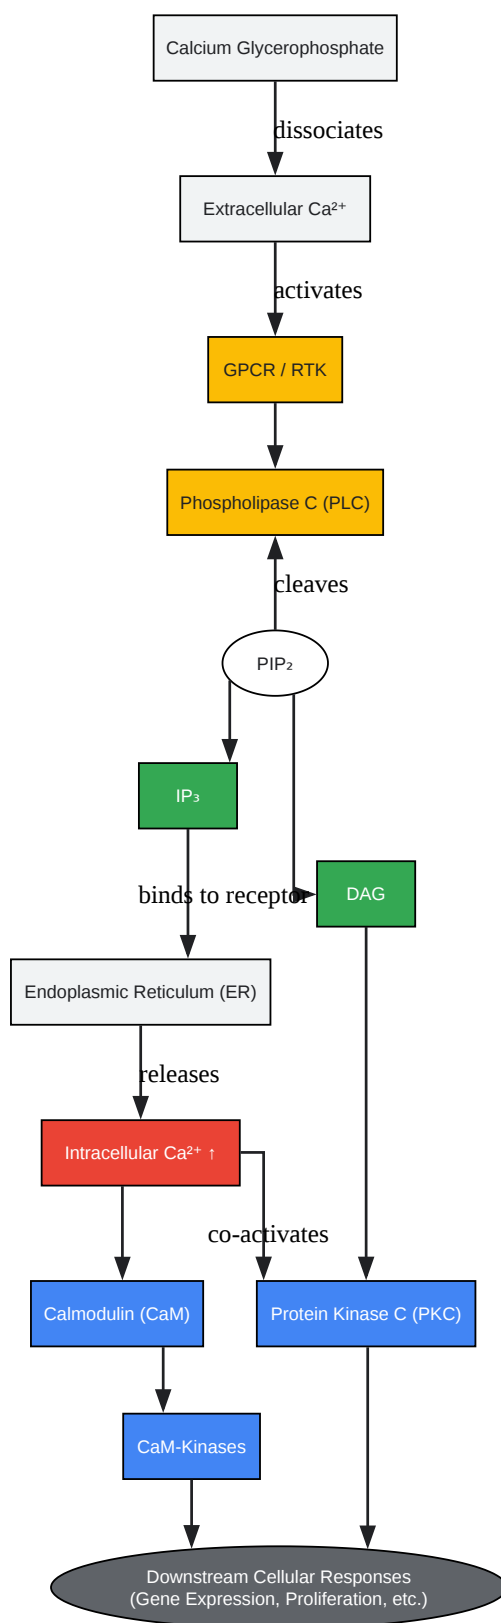 Calcium Glycerophosphate
dissociates
Extracellular Ca²⁺
activates
GPCR / RTK
Phospholipase C (PLC)
cleaves
PIP₂
IP₃
binds to receptor
DAG
Endoplasmic Reticulum (ER)
releases
Intracellular Ca²⁺ ↑
co-activates
Calmodulin (CaM)
Protein Kinase C (PKC)
CaM-Kinases
Downstream Cellular Responses
(Gene Expression, Proliferation, etc.)